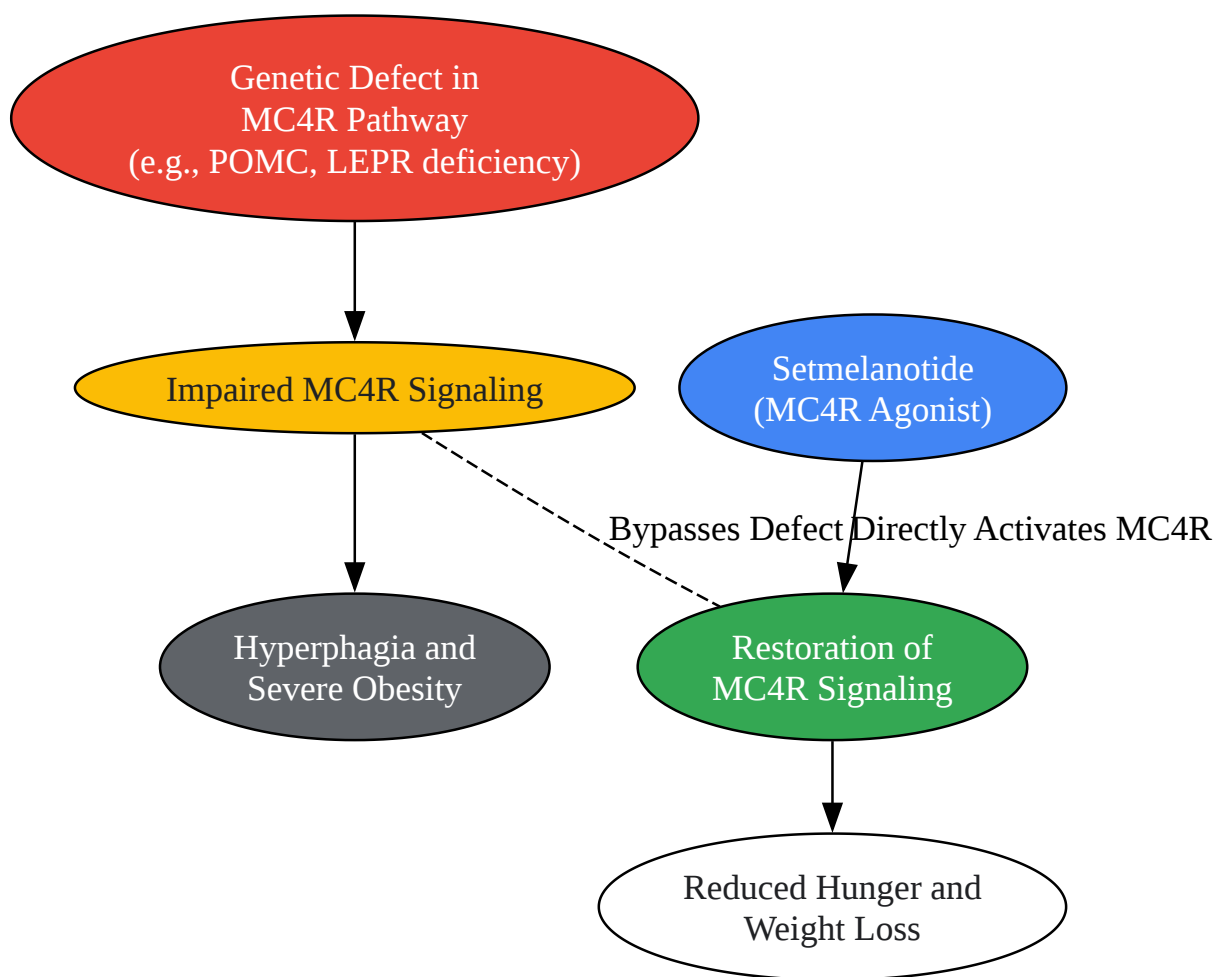 Genetic Defect in
MC4R Pathway
(e.g., POMC, LEPR deficiency)
Impaired MC4R Signaling
Setmelanotide
(MC4R Agonist)
Bypasses Defect
Directly Activates MC4R
Hyperphagia and
Severe Obesity
Restoration of
MC4R Signaling
Reduced Hunger and
Weight Loss